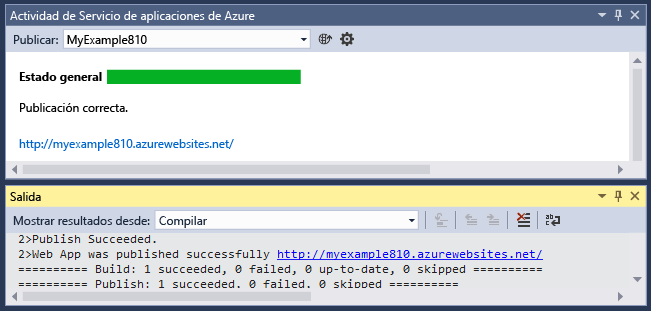 Actividad de Servicio de aplicaciones de Azure
Publicar: MyExample810
Estado general
Publicación correcta.
http://myexample810.azurewebsites.net/
Salida
Mostrar resultados desde: Compilar
2>Publish Succeeded.
2>Web App was published successfully http://myexample810.azurewebsites.net/
========== Build: 1 succeeded, 0 failed, 0 up-to-date, 0 skipped ==========
========== Publish: 1 succeeded, 0 failed, 0 skipped ==========